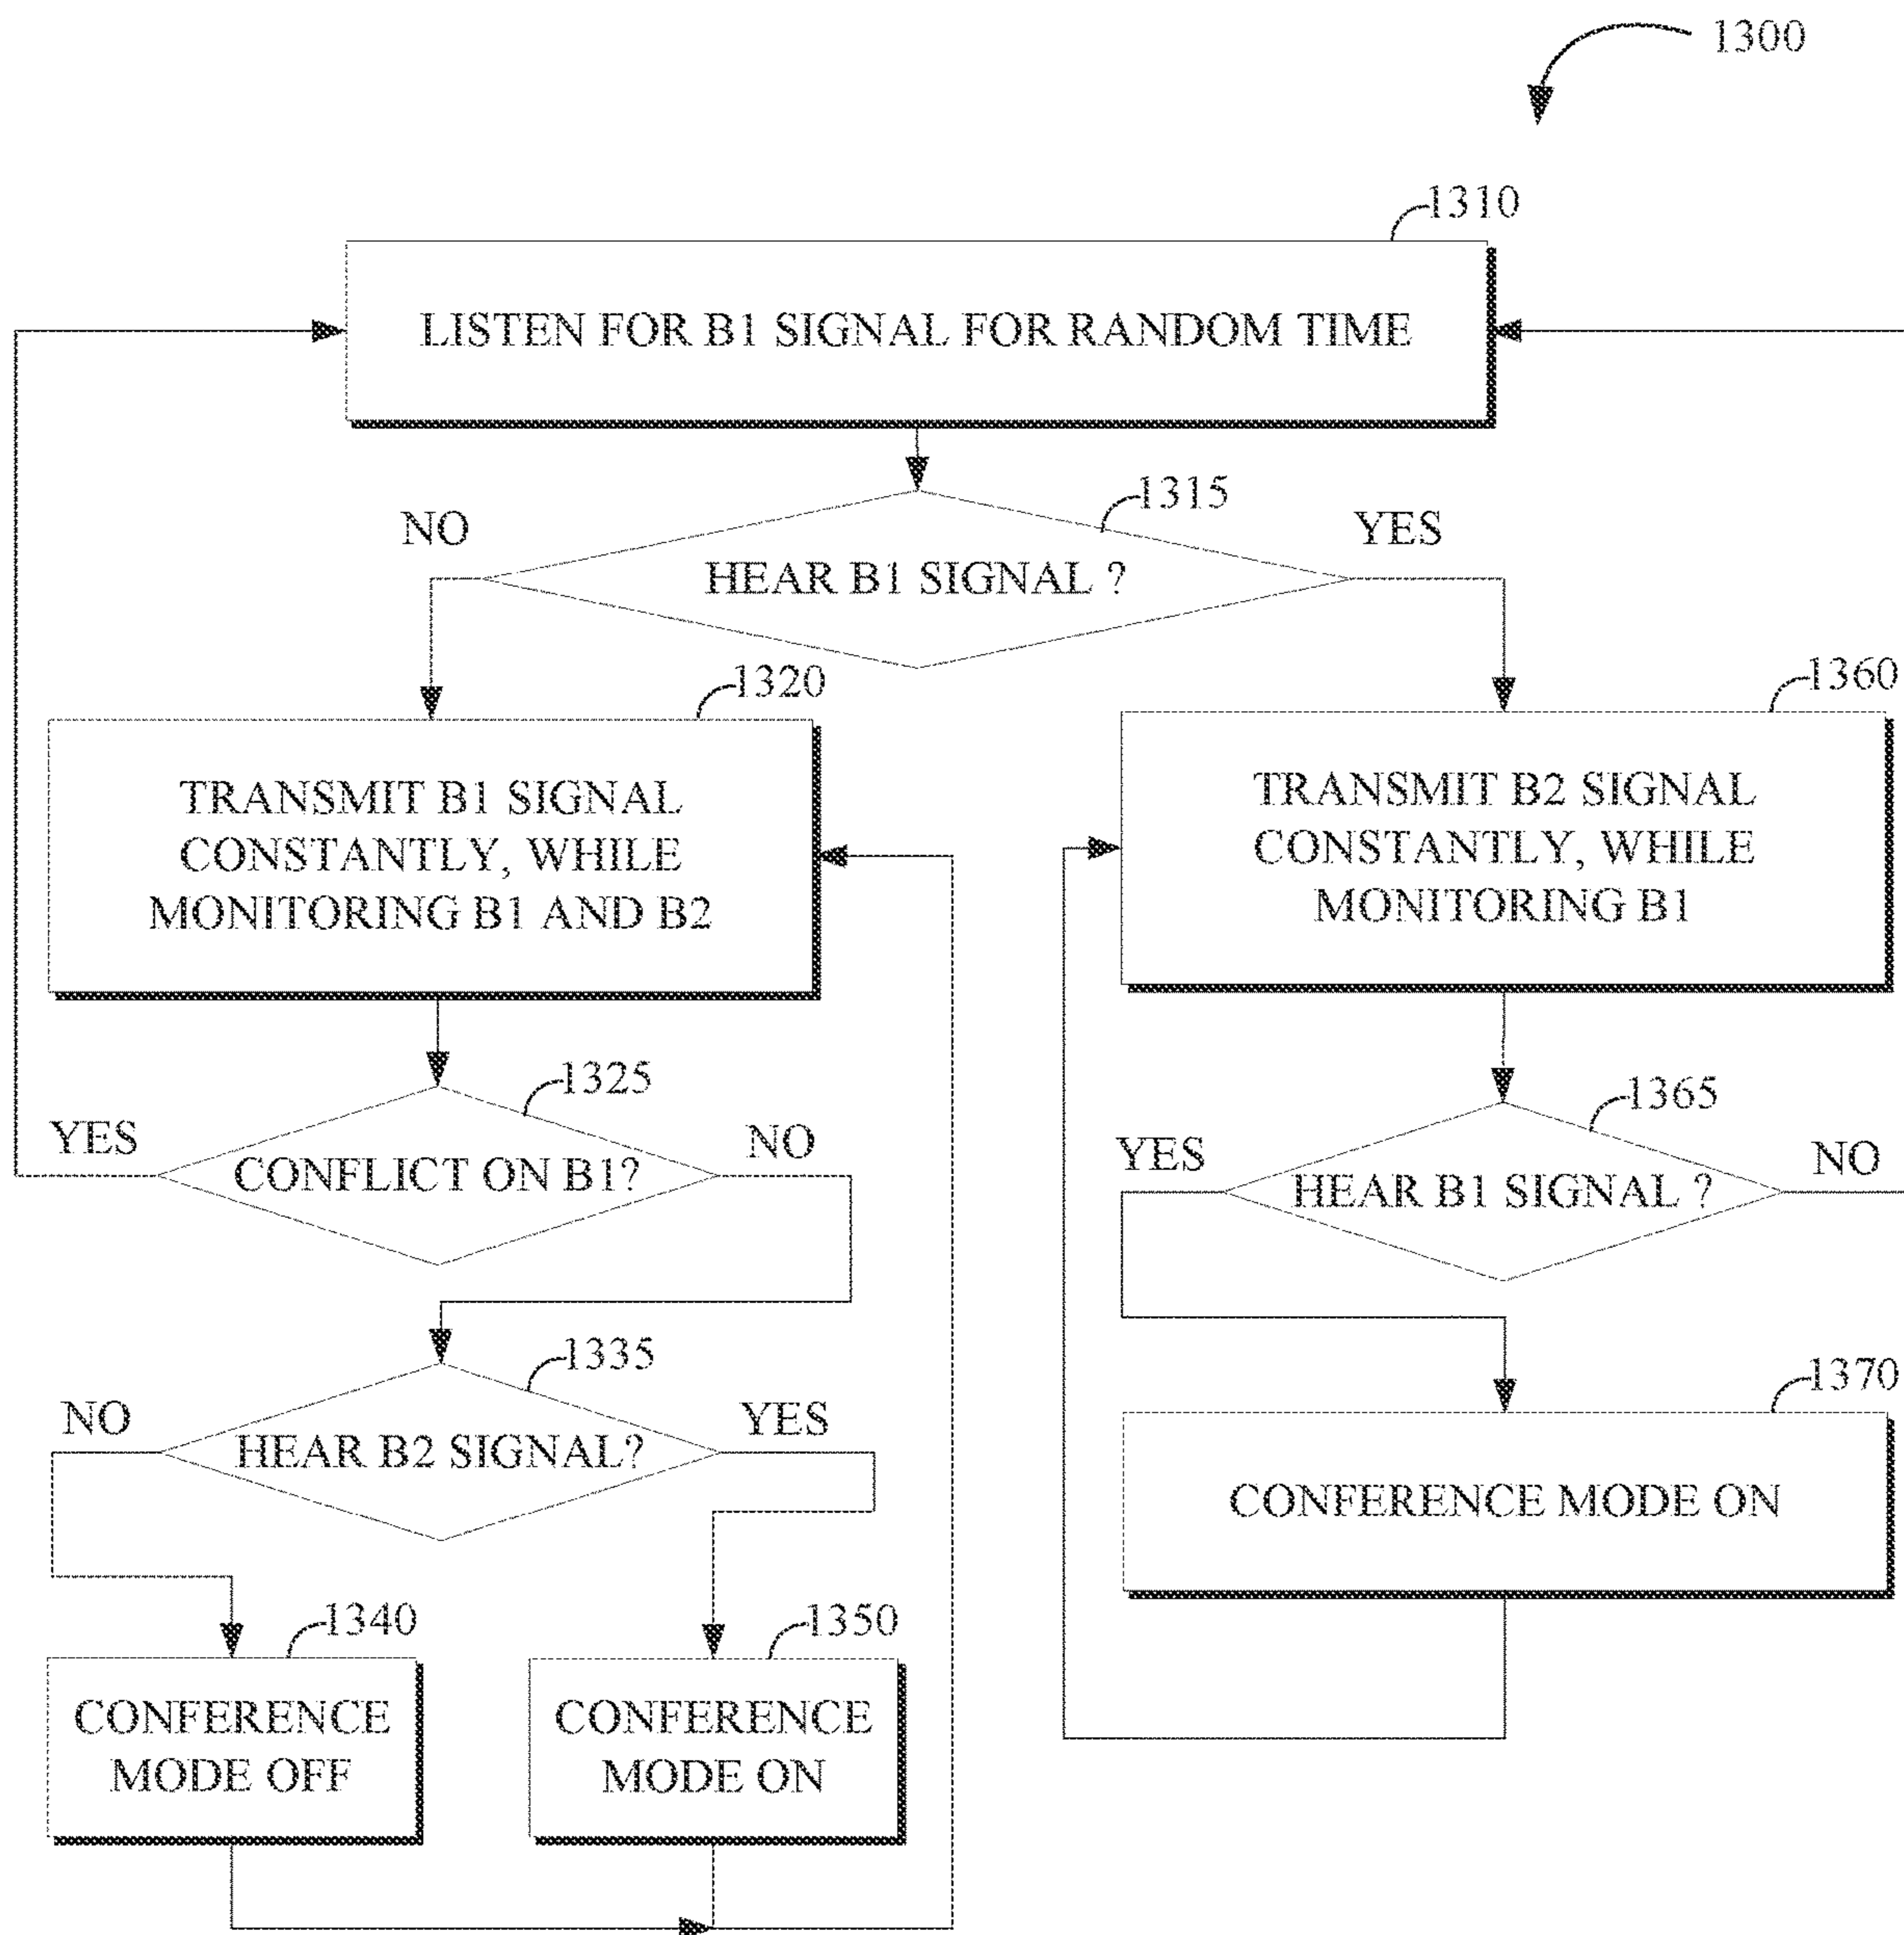 1300
1310
LISTEN FOR B1 SIGNAL FOR RANDOM TIME
1315
NO
YES
HEAR B1 SIGNAL ?
1320
1360
TRANSMIT B1 SIGNAL
CONSTANTLY, WHILE
MONITORING B1 AND B2
TRANSMIT B2 SIGNAL
CONSTANTLY, WHILE
MONITORING B1
1325
YES
NO
CONFLICT ON B1?
1365
YES
NO
HEAR B1 SIGNAL ?
1335
NO
YES
HEAR B2 SIGNAL?
1370
CONFERENCE MODE ON
1340
1350
CONFERENCE
MODE OFF
CONFERENCE
MODE ON